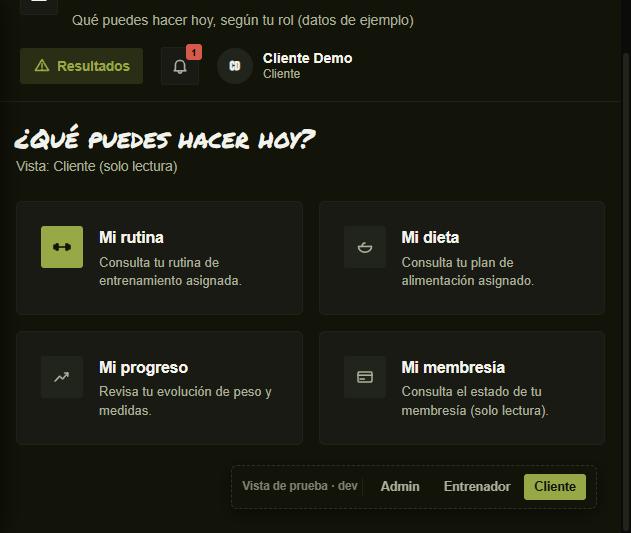 Qué puedes hacer hoy, según tu rol (datos de ejemplo)
Resultados
1
CD
Cliente Demo
Cliente
¿Qué puedes hacer hoy?
Vista: Cliente (solo lectura)
Mi rutina
Consulta tu rutina de
entrenamiento asignada.
Mi dieta
Consulta tu plan de
alimentación asignado.
Mi progreso
Revisa tu evolución de peso y
medidas.
Mi membresía
Consulta el estado de tu
membresía (solo lectura).
Vista de prueba · dev
Admin
Entrenador
Cliente